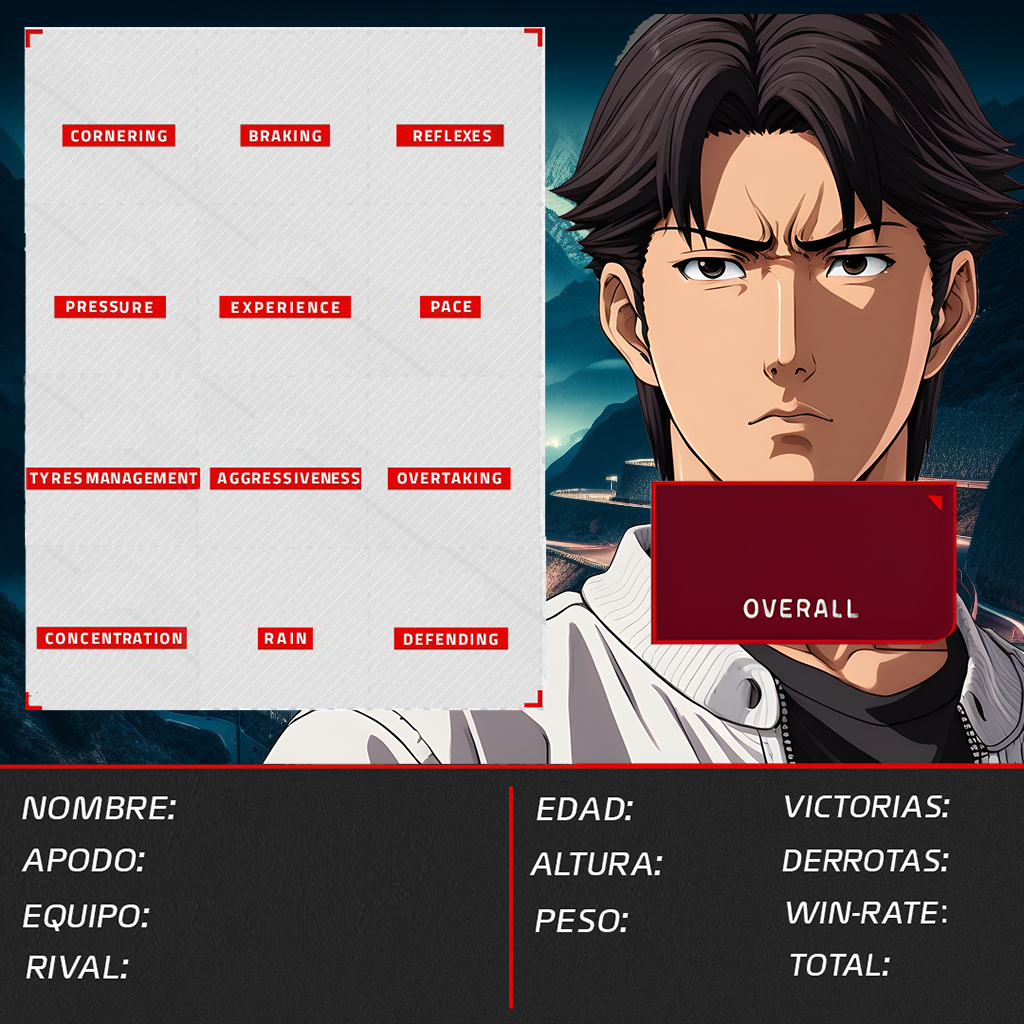 CORNERING BRAKING REFLEXES
PRESSURE EXPERIENCE PACE
TYRES MANAGEMENT AGGRESSIVENESS OVERTAKING
CONCENTRATION RAIN DEFENDING
OVERALL
NOMBRE:
APODO:
EQUIPO:
RIVAL:
EDAD:
ALTURA:
PESO:
VICTORIAS:
DERROTAS:
WIN-RATE:
TOTAL: